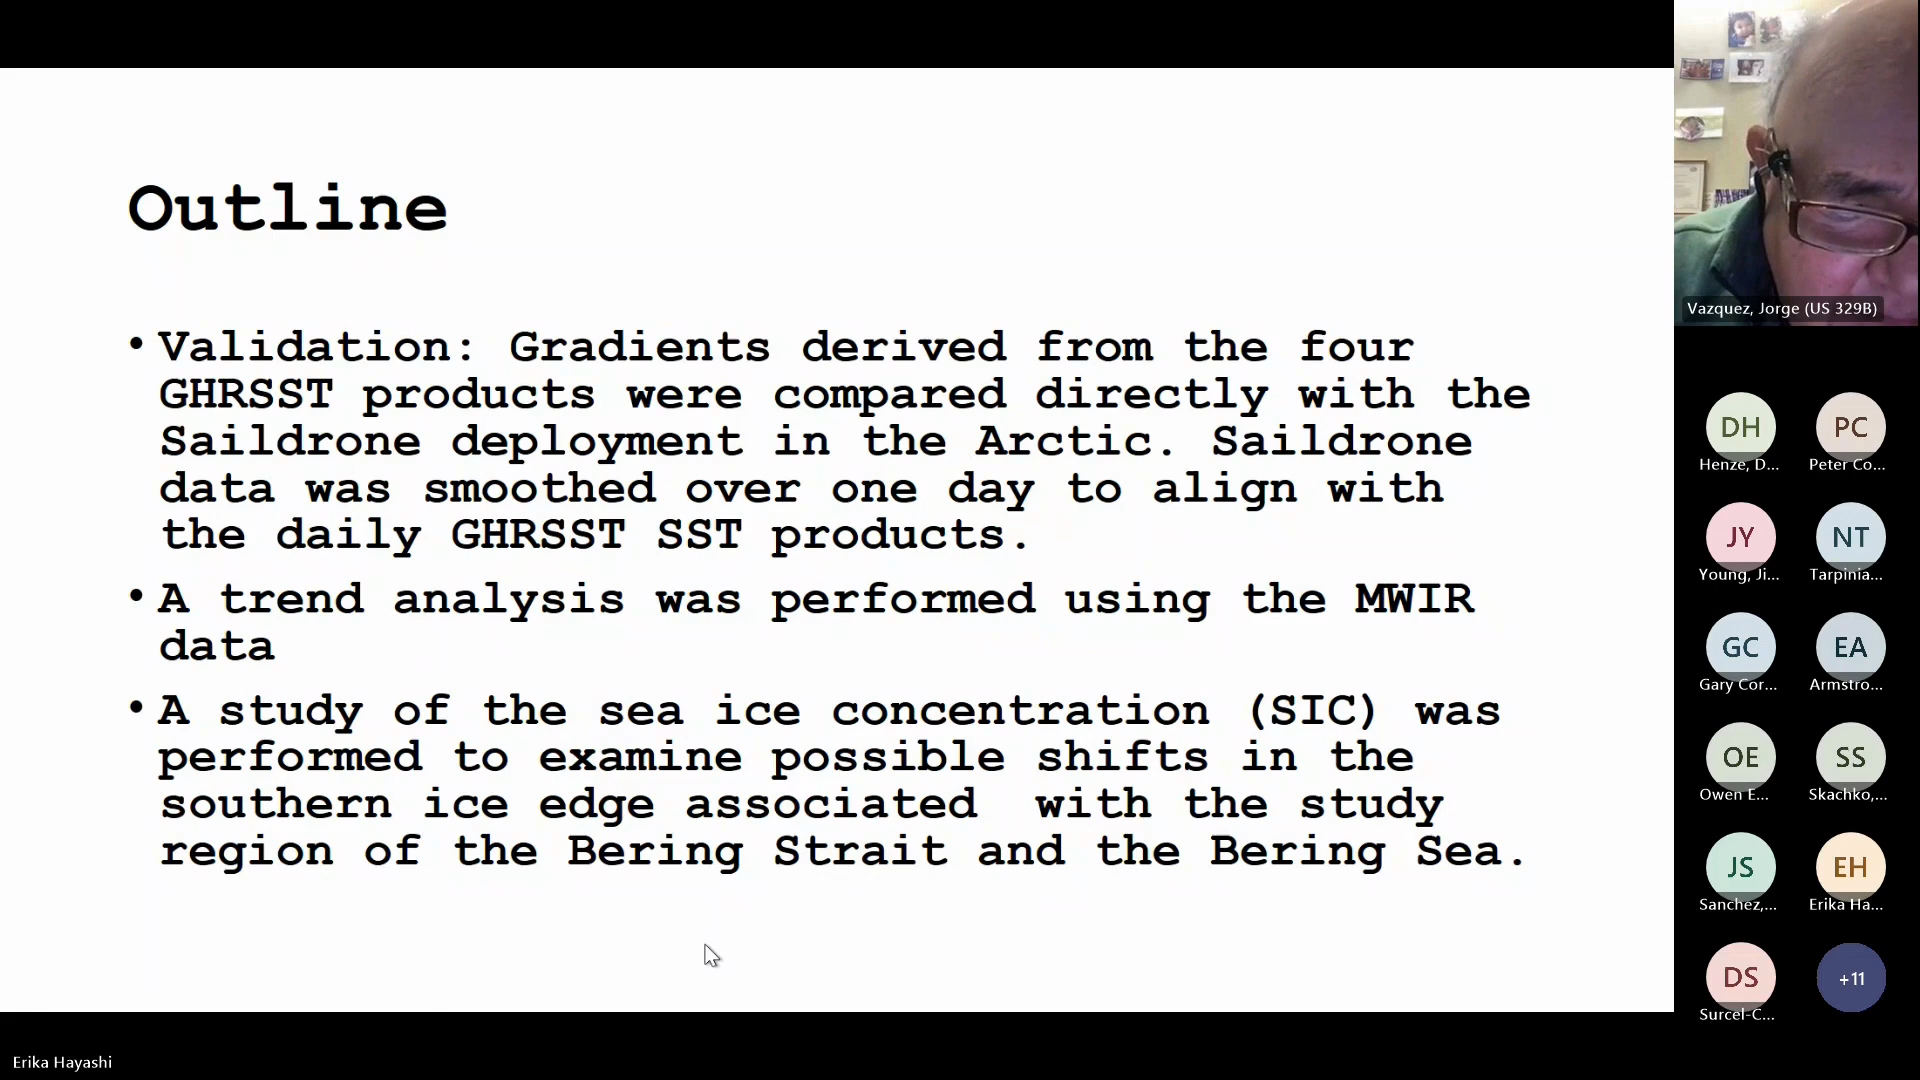 Outline
• Validation: Gradients derived from the four
GHRSST products were compared directly with the
Saildrone deployment in the Arctic. Saildrone
data was smoothed over one day to align with
the daily GHRSST SST products.
• A trend analysis was performed using the MWIR
data
• A study of the sea ice concentration (SIC) was
performed to examine possible shifts in the
southern ice edge associated  with the study
region of the Bering Strait and the Bering Sea.
Vazquez, Jorge (US 329B)
DH
Henze, D...
PC
Peter Co...
JY
Young, Ji...
NT
Tarpinia...
GC
Gary Cor...
EA
Armstro...
OE
Owen E...
SS
Skachko,...
JS
Sanchez,...
EH
Erika Ha...
DS
Surcel-C...
+11
Erika Hayashi